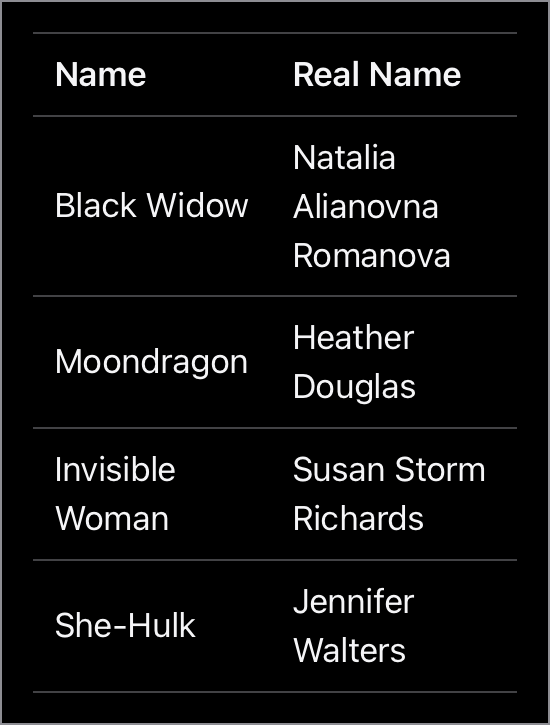 Name Real Name
Black Widow Natalia
Alianovna
Romanova
Moondragon Heather
Douglas
Invisible Susan Storm
Woman Richards
She-Hulk Jennifer
Walters